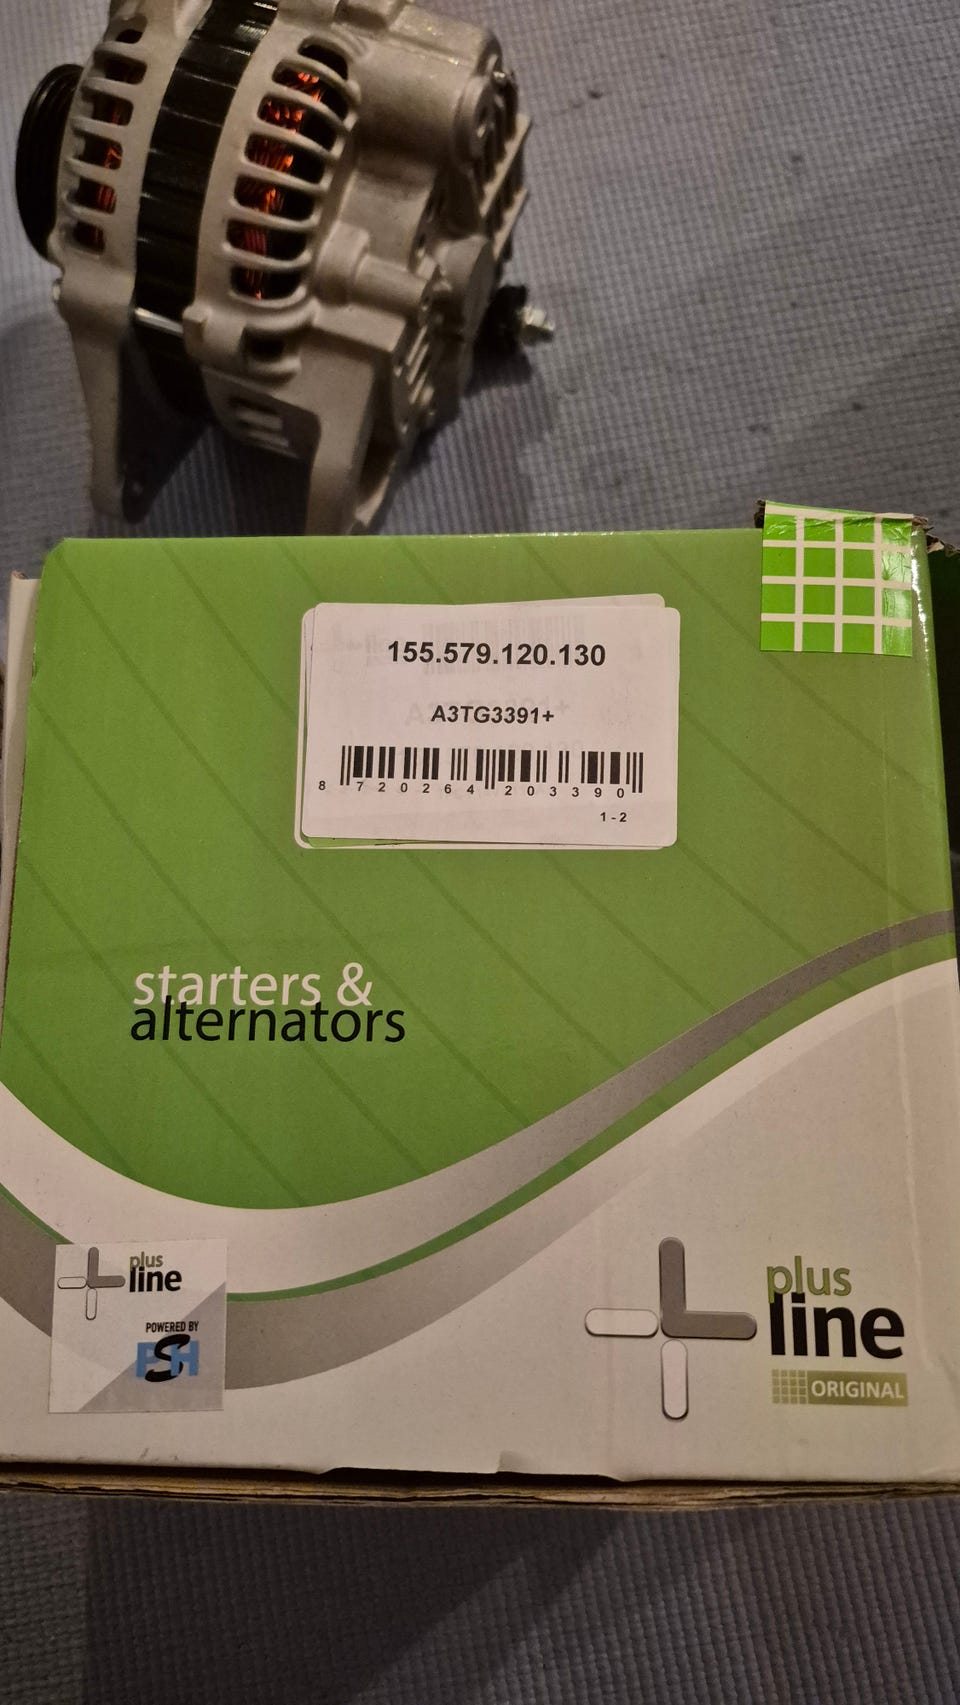 155.579.120.130
A3TG3391+
8 720264 203390
1-2
starters &
alternators
plus
line
POWERED BY
PSH
plus
line
ORIGINAL